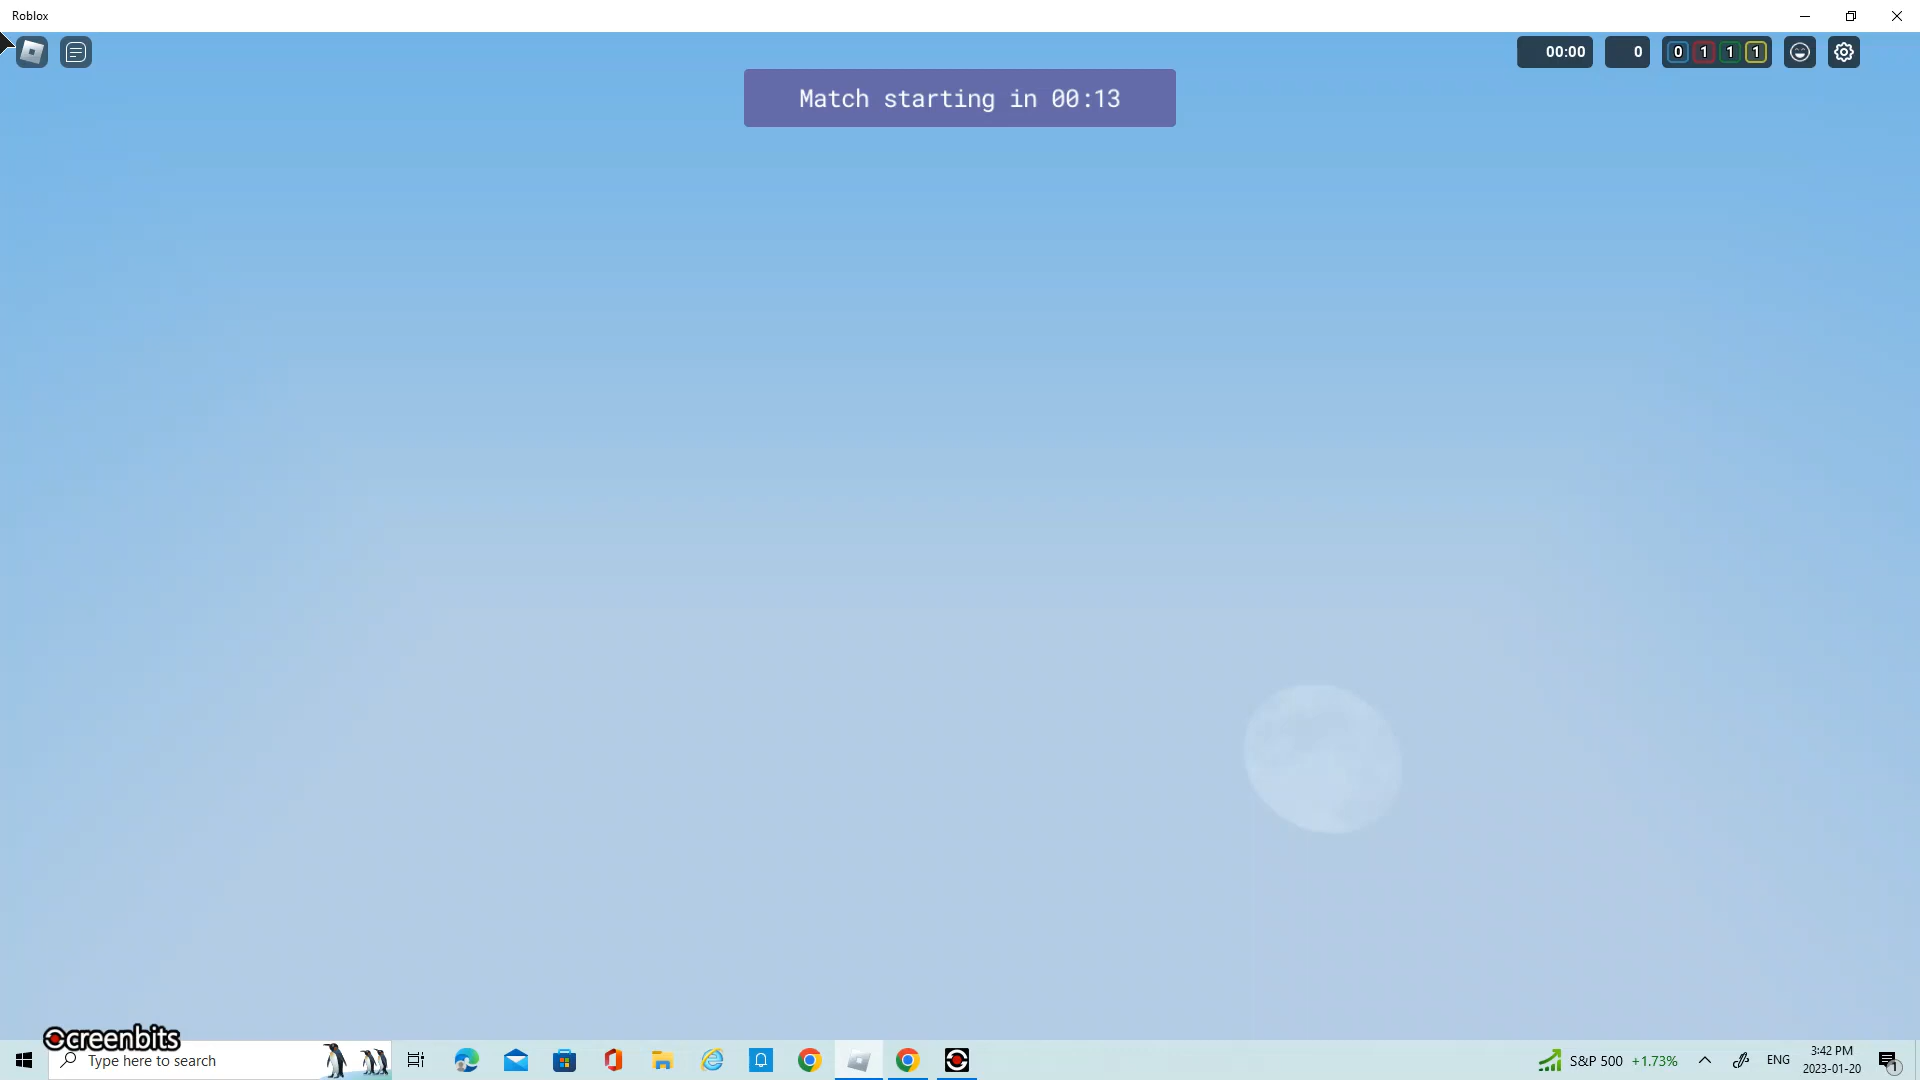 Roblox
00:00
0
0 1 1 1
Match starting in 00:13
Screenbits
Type here to search
S&P 500 +1.73%
ENG
3:42 PM
2023-01-20
1